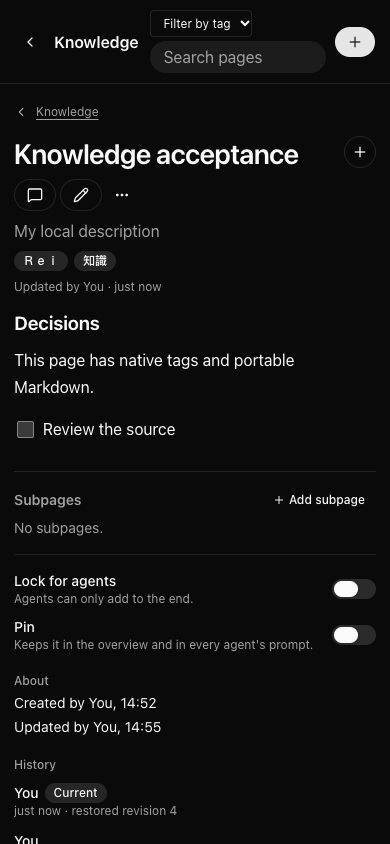 Knowledge
Filter by tag
Search pages
Knowledge
Knowledge acceptance
My local description
Ｒｅｉ 知識
Updated by You · just now
Decisions
This page has native tags and portable
Markdown.
Review the source
Subpages
Add subpage
No subpages.
Lock for agents
Agents can only add to the end.
Pin
Keeps it in the overview and in every agent's prompt.
About
Created by You, 14:52
Updated by You, 14:55
History
You Current
just now · restored revision 4
You